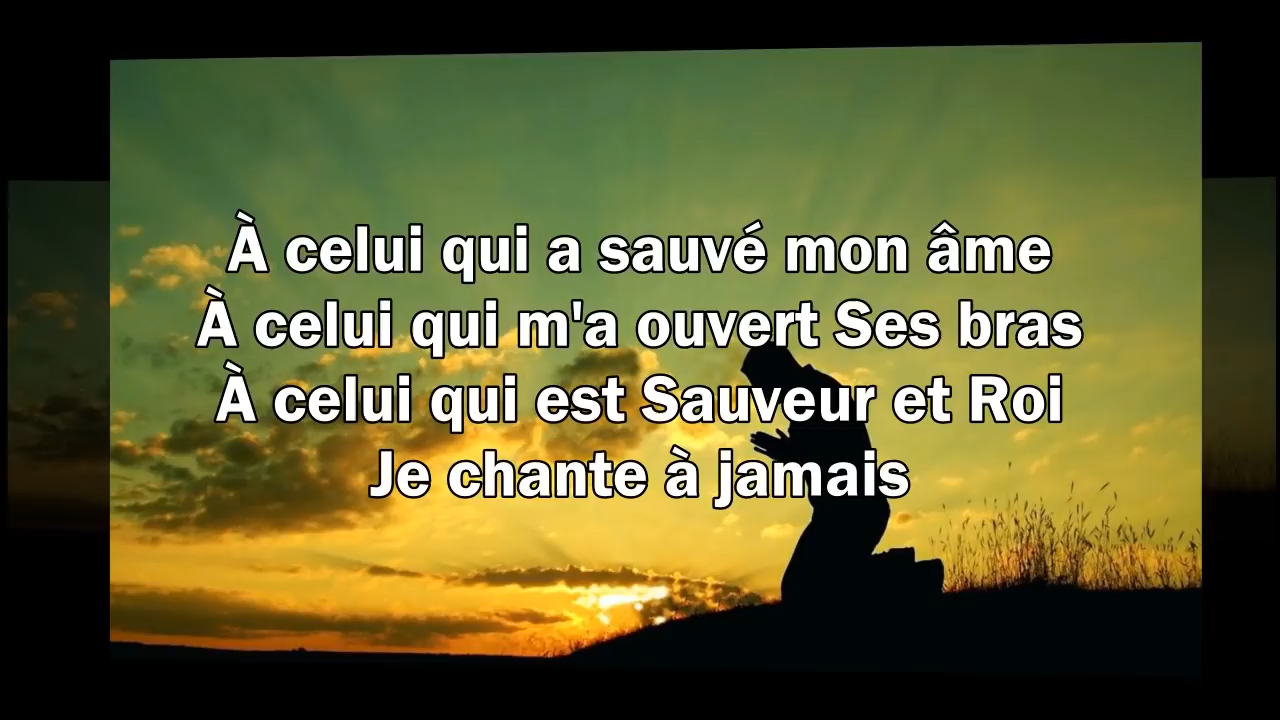 À celui qui a sauvé mon âme
À celui qui m'a ouvert Ses bras
À celui qui est Sauveur et Roi
Je chante à jamais